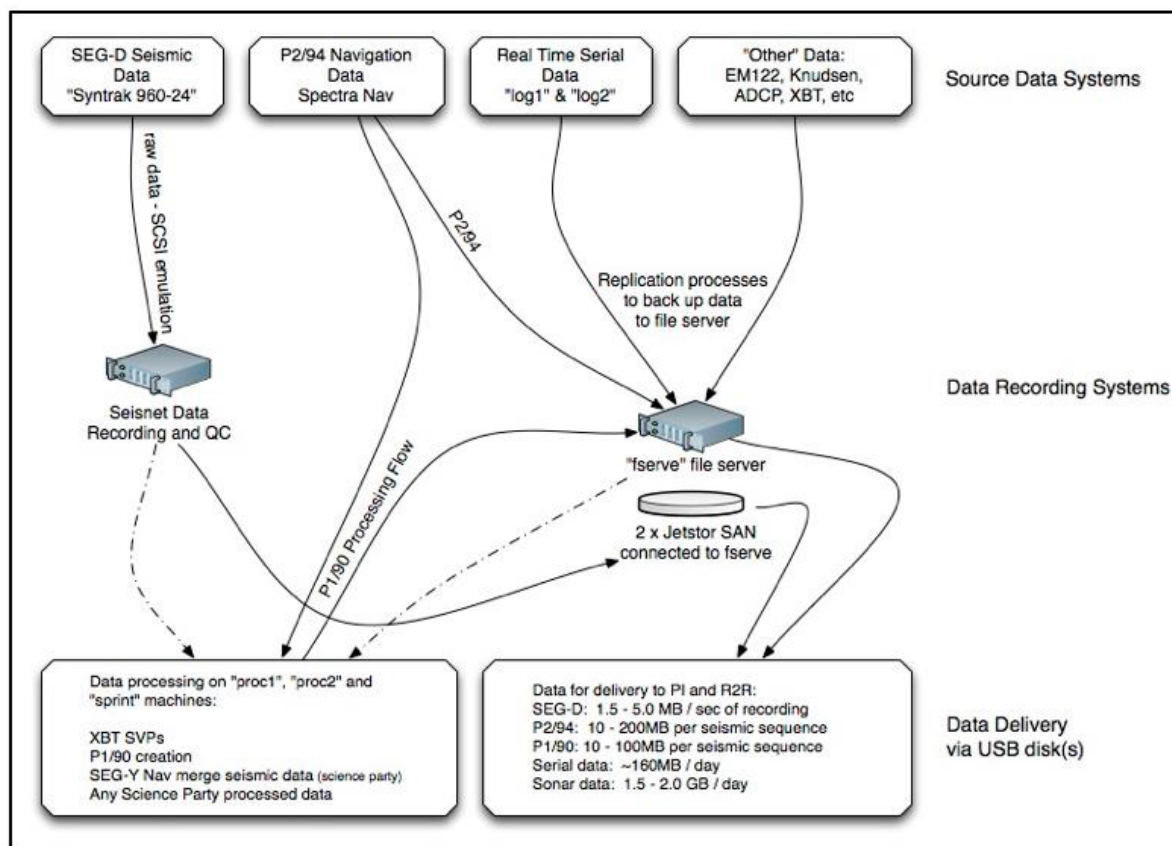 SEG-D Seismic
Data
"Syntrak 960-24"
P2/94 Navigation
Data
Spectra Nav
Real Time Serial
Data
"log1" & "log2"
"Other" Data:
EM122, Knudsen,
ADCP, XBT, etc
Source Data Systems
raw data - SCSI emulation
P2/94
Replication processes
to back up data
to file server
Seisnet Data
Recording and QC
Data Recording Systems
"fserve" file server
P1/90 Processing Flow
2 x Jetstor SAN
connected to fserve
Data processing on "proc1", "proc2" and
"sprint" machines:
XBT SVPs
P1/90 creation
SEG-Y Nav merge seismic data (science party)
Any Science Party processed data
Data for delivery to PI and R2R:
SEG-D: 1.5 - 5.0 MB / sec of recording
P2/94: 10 - 200MB per seismic sequence
P1/90: 10 - 100MB per seismic sequence
Serial data: ~160MB / day
Sonar data: 1.5 - 2.0 GB / day
Data Delivery
via USB disk(s)